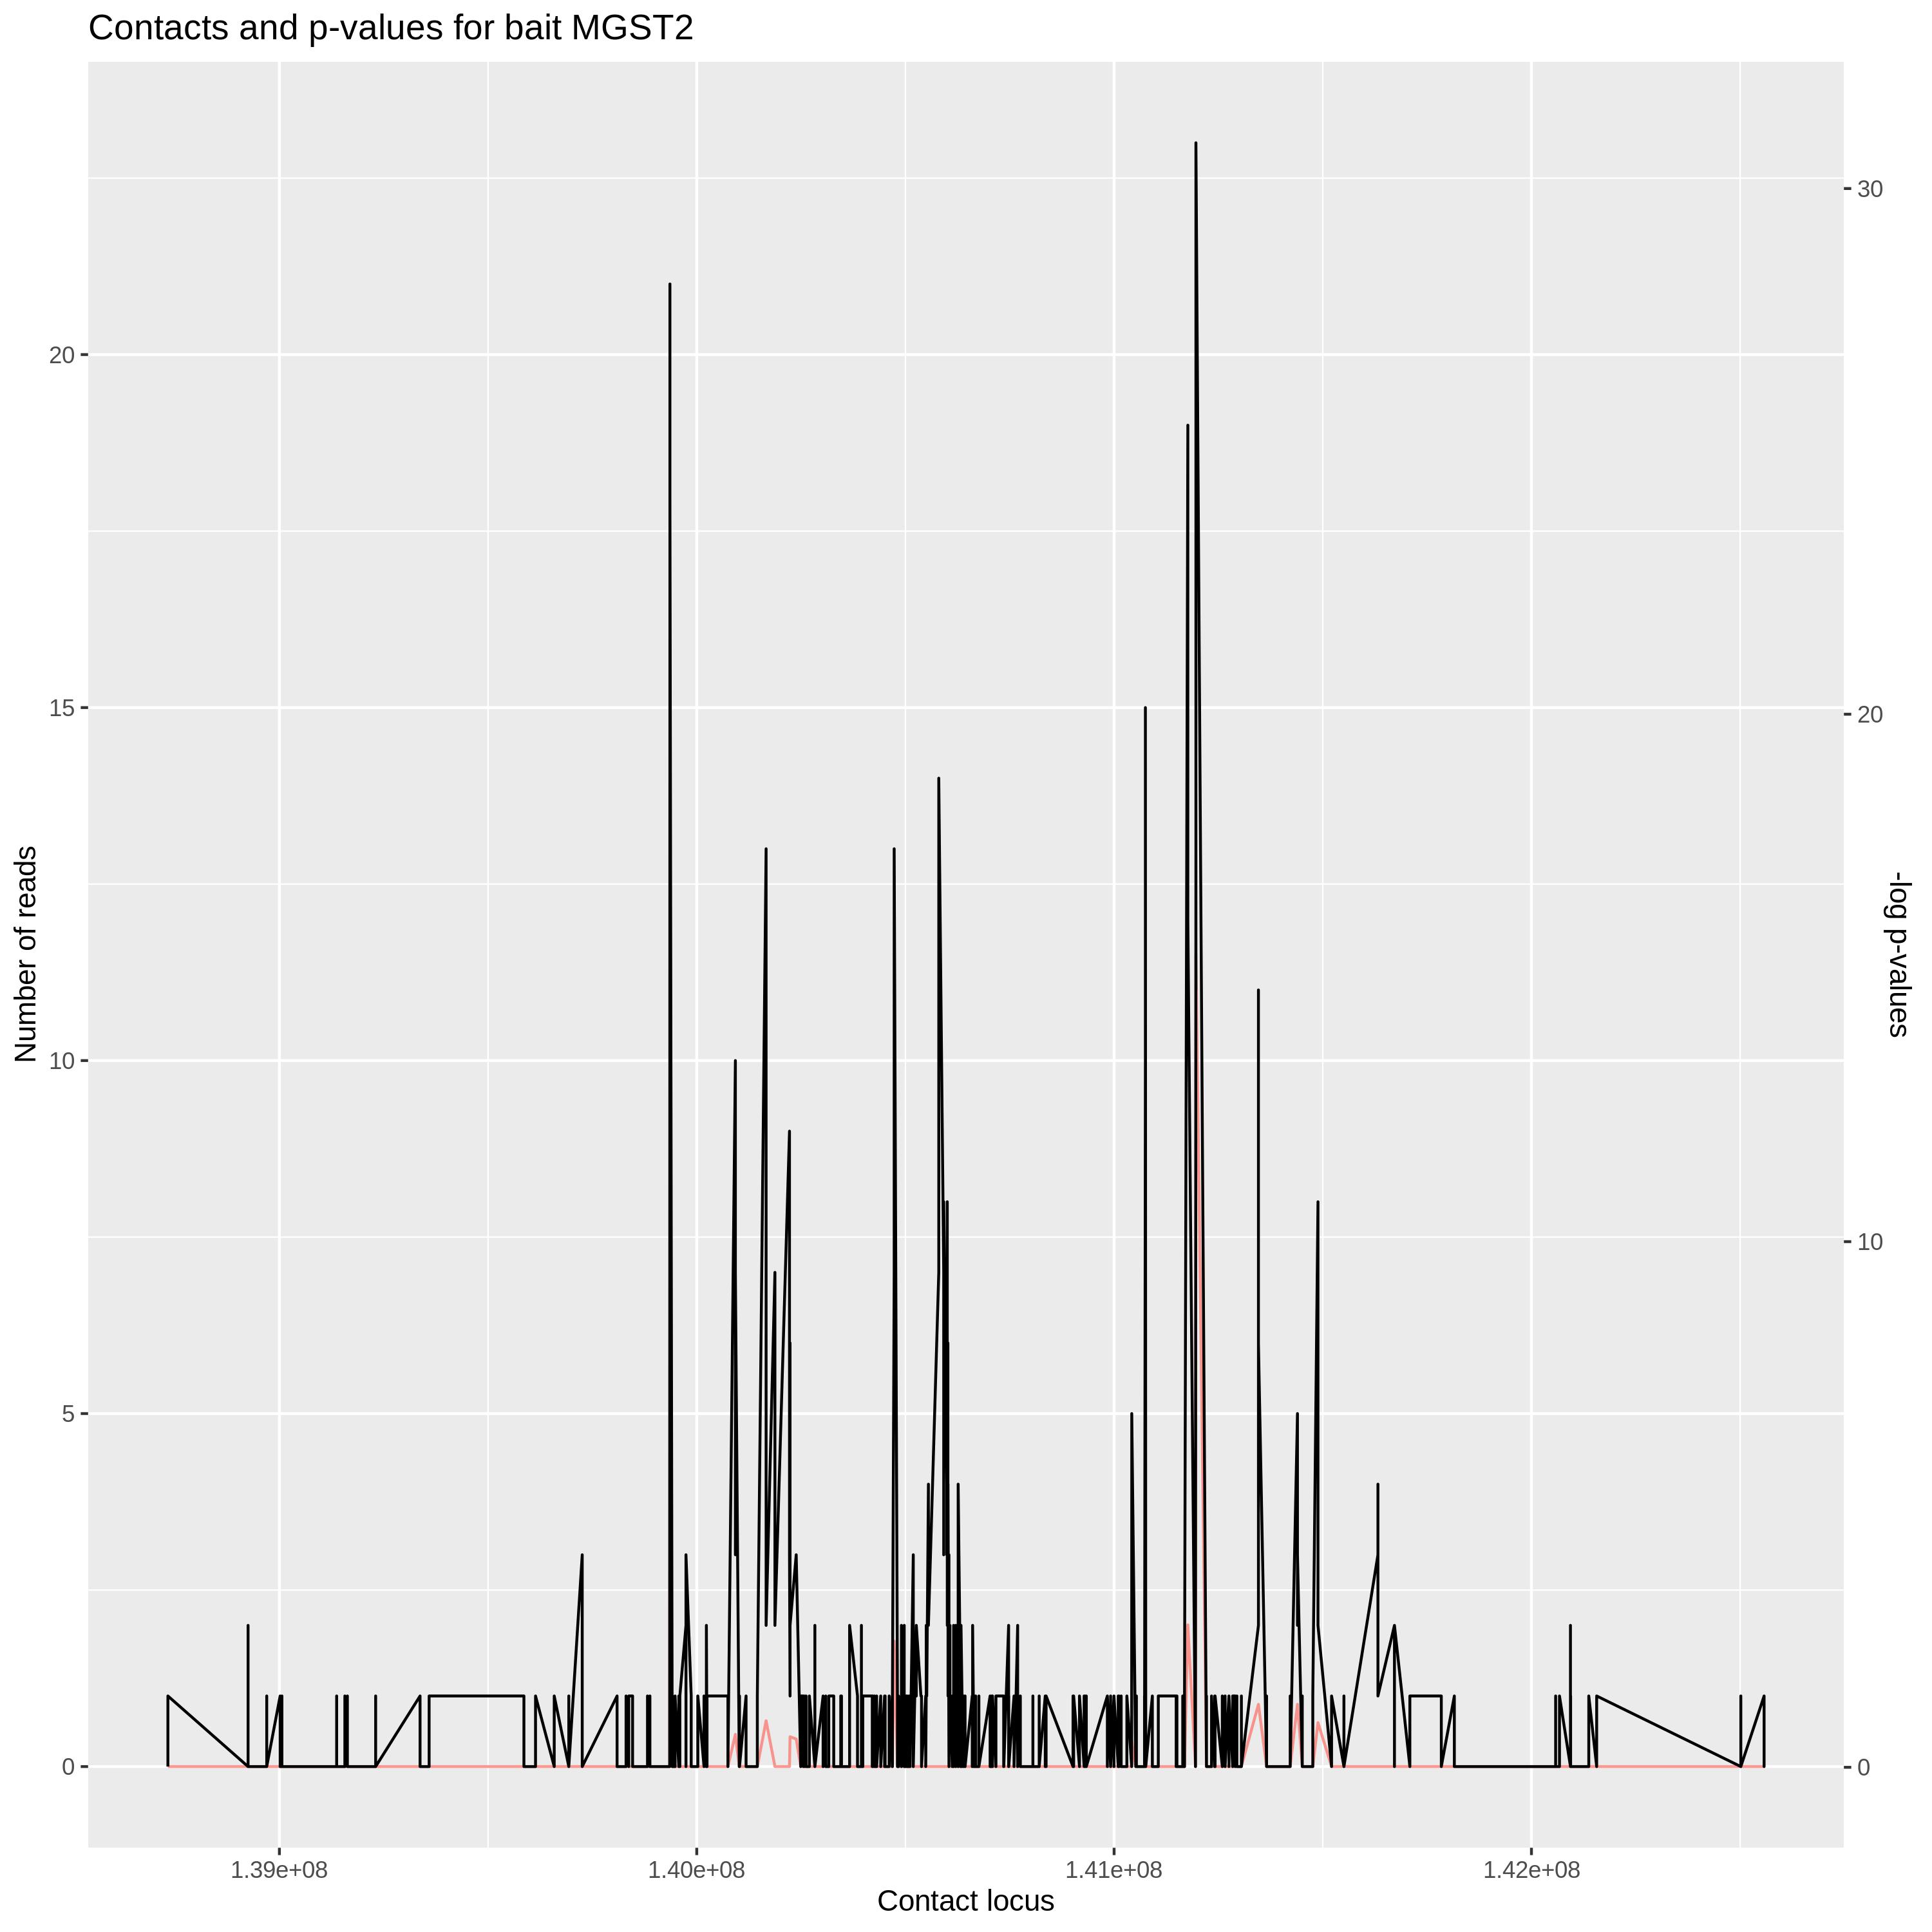 Contacts and p-values for bait MGST2
Number of reads
20
15
10
5
0
30
20
10
0
-log p-values
1.39e+08 1.40e+08 1.41e+08 1.42e+08
Contact locus